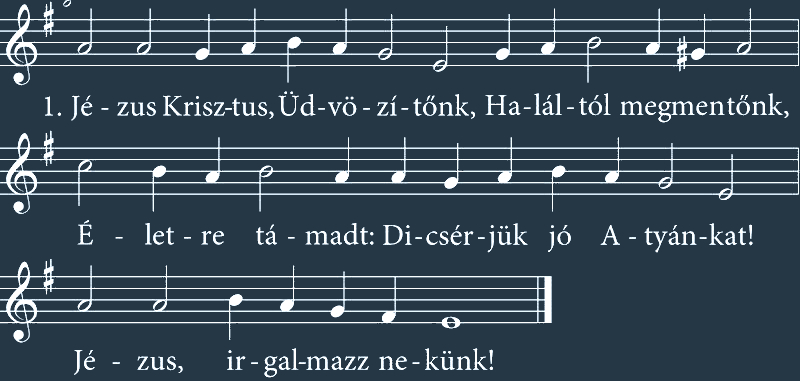 1. Jé - zus Krisz-tus, Üd-vö - zí - tőnk, Ha-lál-tól megmentőnk,
É - let - re tá - madt: Di-csér-jük jó A - tyán-kat!
Jé - zus, ir - gal-mazz ne-künk!